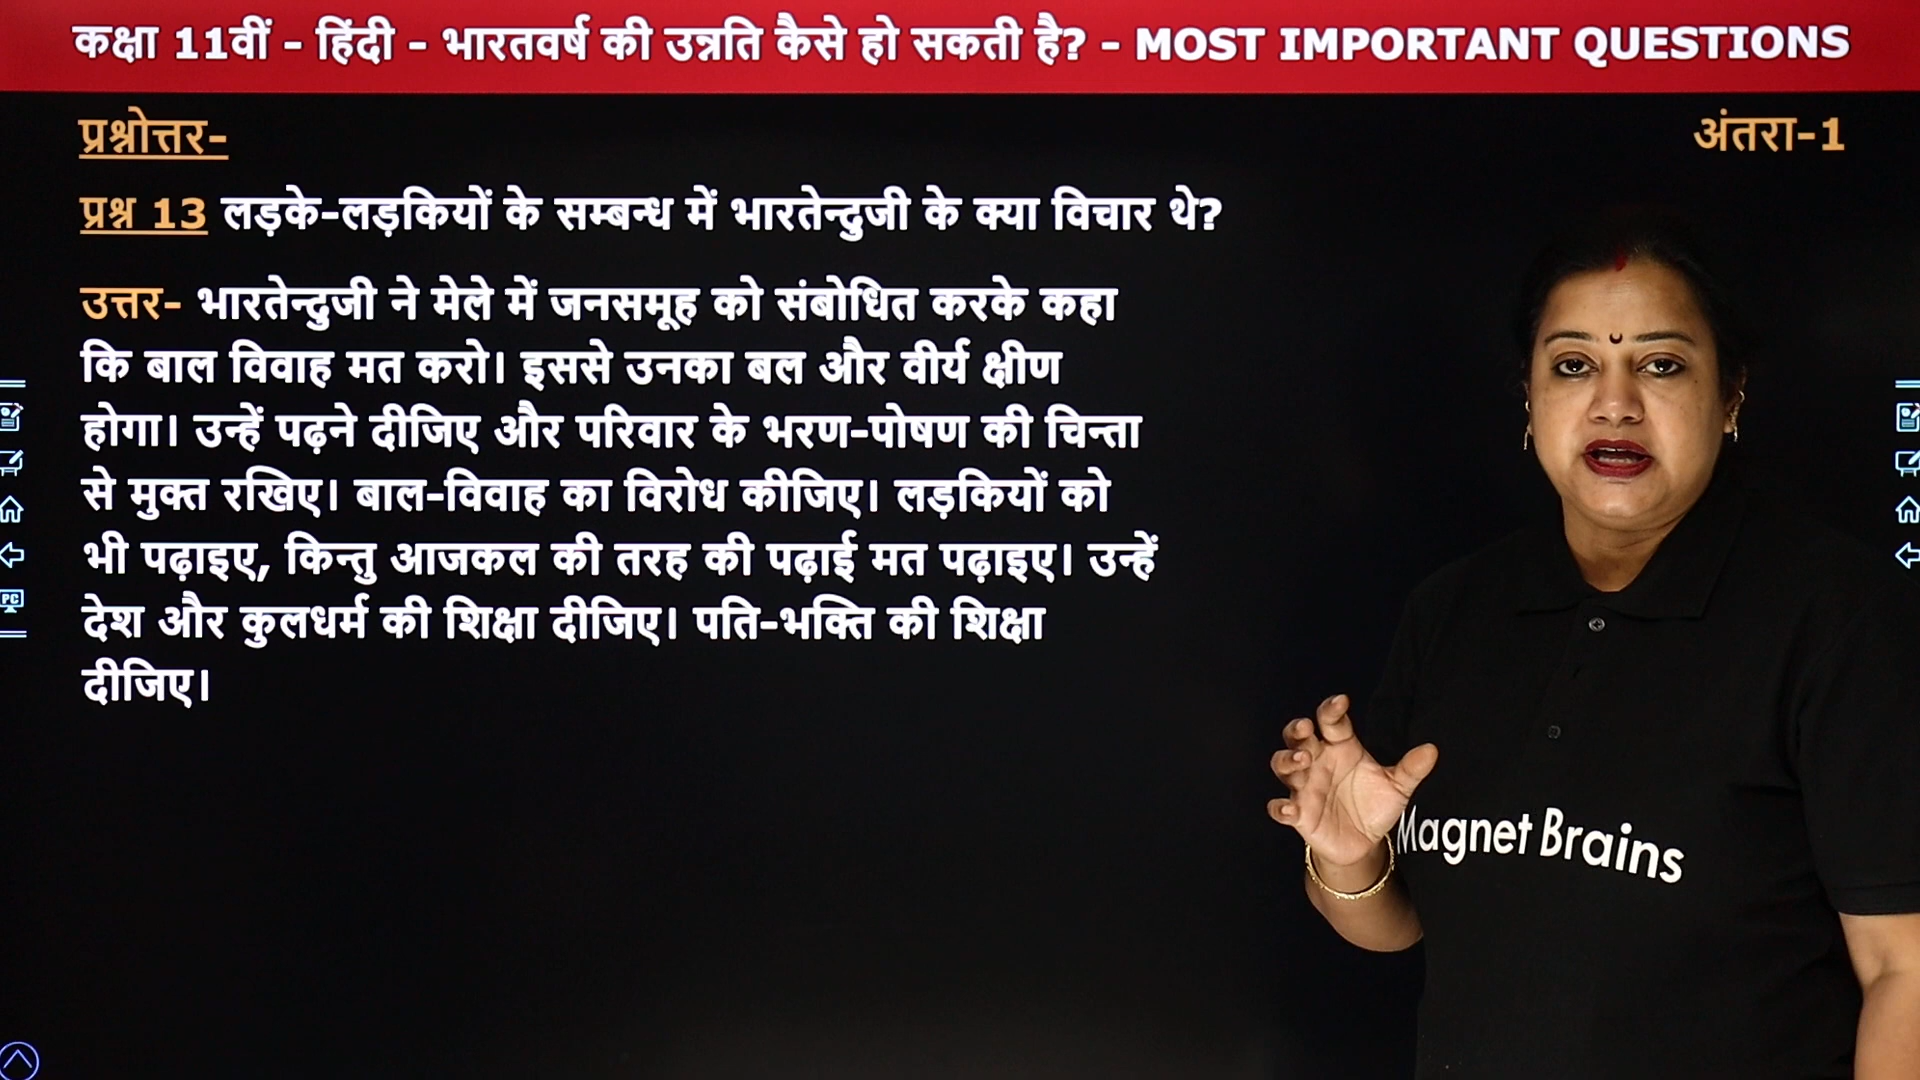 कक्षा 11वीं - हिंदी - भारतवर्ष की उन्नति कैसे हो सकती है? - MOST IMPORTANT QUESTIONS
प्रश्नोत्तर-
अंतरा-1
प्रश्न 13 लड़के-लड़कियों के सम्बन्ध में भारतेन्दुजी के क्या विचार थे?
उत्तर- भारतेन्दुजी ने मेले में जनसमूह को संबोधित करके कहा
कि बाल विवाह मत करो। इससे उनका बल और वीर्य क्षीण
होगा। उन्हें पढ़ने दीजिए और परिवार के भरण-पोषण की चिन्ता
से मुक्त रखिए। बाल-विवाह का विरोध कीजिए। लड़कियों को
भी पढ़ाइए, किन्तु आजकल की तरह की पढ़ाई मत पढ़ाइए। उन्हें
देश और कुलधर्म की शिक्षा दीजिए। पति-भक्ति की शिक्षा
दीजिए।
Magnet Brains
PC